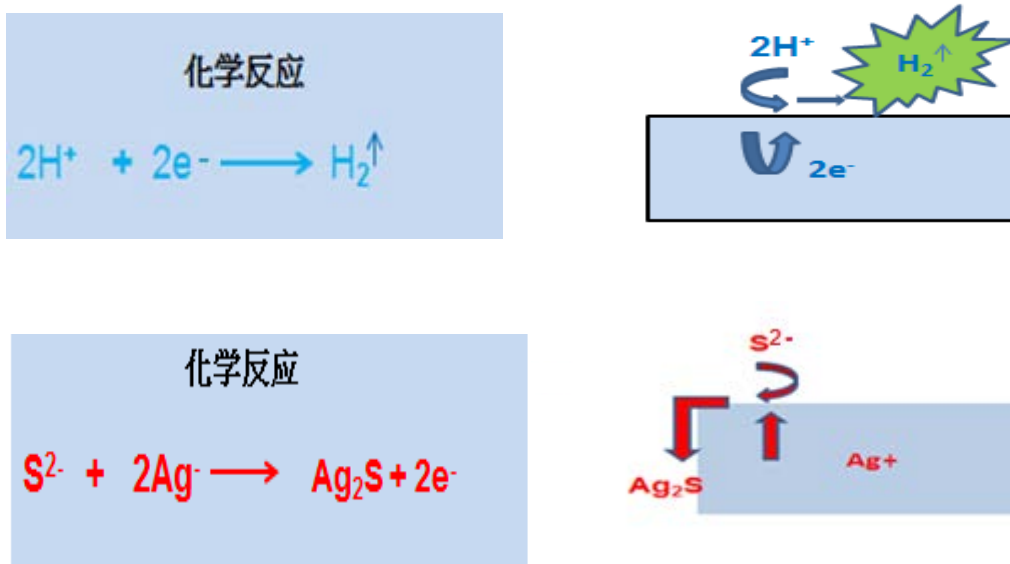 化学反应
2H⁺ + 2e⁻ ⟶ H₂↑
2H⁺
H₂↑
2e⁻
化学反应
S²⁻ + 2Ag⁻ ⟶ Ag₂S + 2e⁻
S²⁻
Ag+
Ag₂S